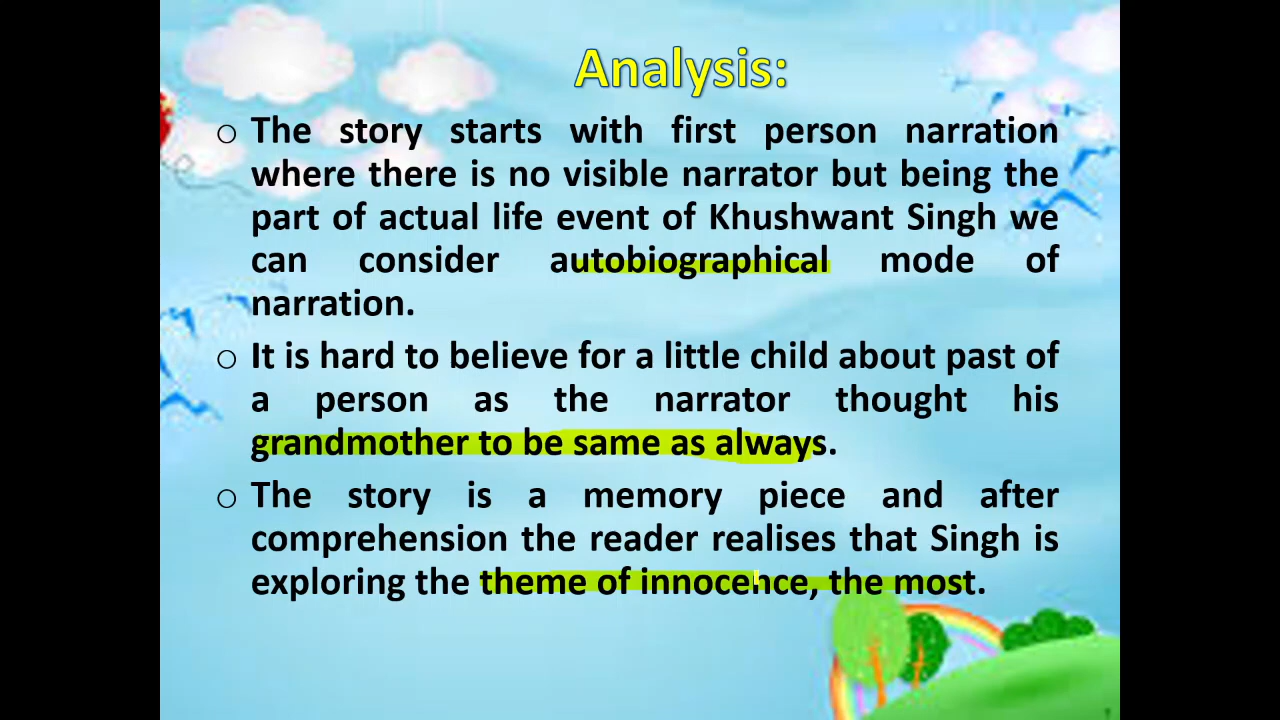 Analysis:
o The story starts with first person narration
where there is no visible narrator but being the
part of actual life event of Khushwant Singh we
can consider autobiographical mode of
narration.
o It is hard to believe for a little child about past of
a person as the narrator thought his
grandmother to be same as always.
o The story is a memory piece and after
comprehension the reader realises that Singh is
exploring the theme of innocence, the most.